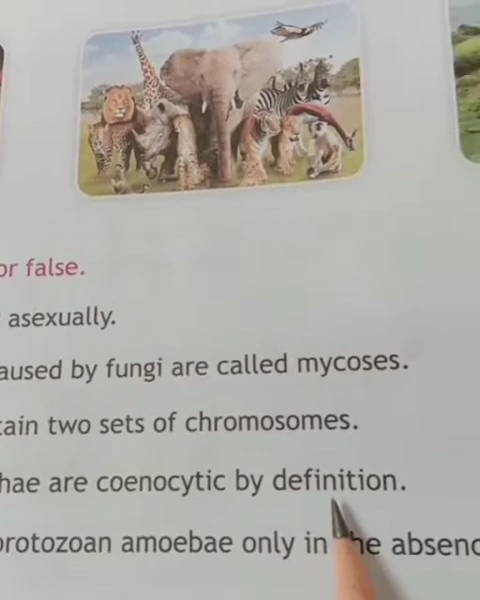 or false.
asexually.
aused by fungi are called mycoses.
tain two sets of chromosomes.
hae are coenocytic by definition.
protozoan amoebae only in he absenc